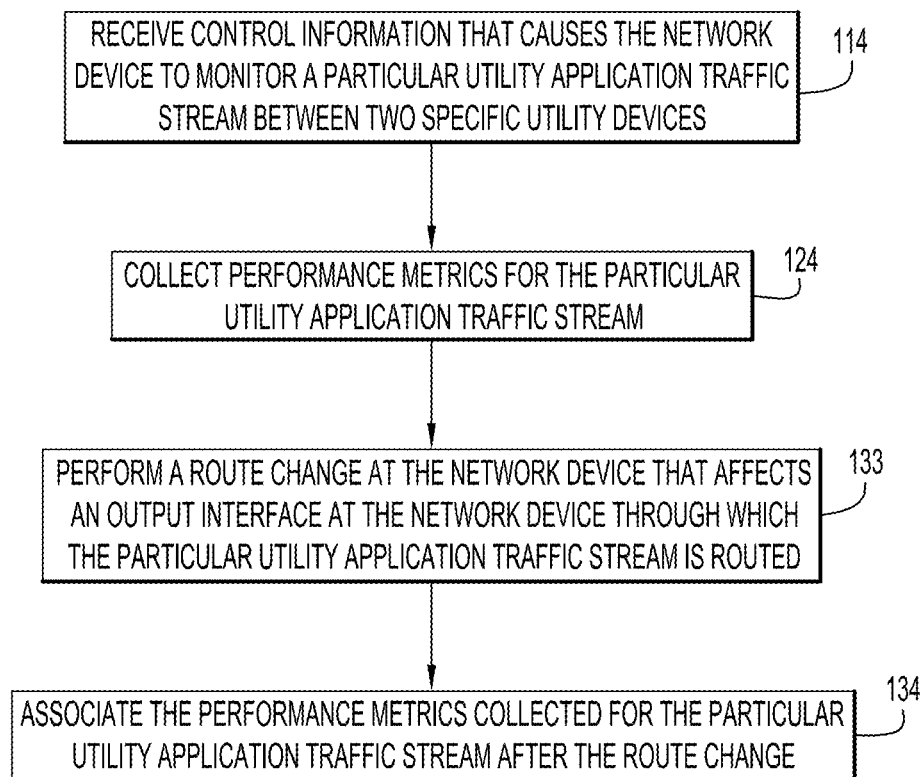 RECEIVE CONTROL INFORMATION THAT CAUSES THE NETWORK
DEVICE TO MONITOR A PARTICULAR UTILITY APPLICATION TRAFFIC
STREAM BETWEEN TWO SPECIFIC UTILITY DEVICES
114
COLLECT PERFORMANCE METRICS FOR THE PARTICULAR
UTILITY APPLICATION TRAFFIC STREAM
124
PERFORM A ROUTE CHANGE AT THE NETWORK DEVICE THAT AFFECTS
AN OUTPUT INTERFACE AT THE NETWORK DEVICE THROUGH WHICH
THE PARTICULAR UTILITY APPLICATION TRAFFIC STREAM IS ROUTED
133
ASSOCIATE THE PERFORMANCE METRICS COLLECTED FOR THE PARTICULAR
UTILITY APPLICATION TRAFFIC STREAM AFTER THE ROUTE CHANGE
134